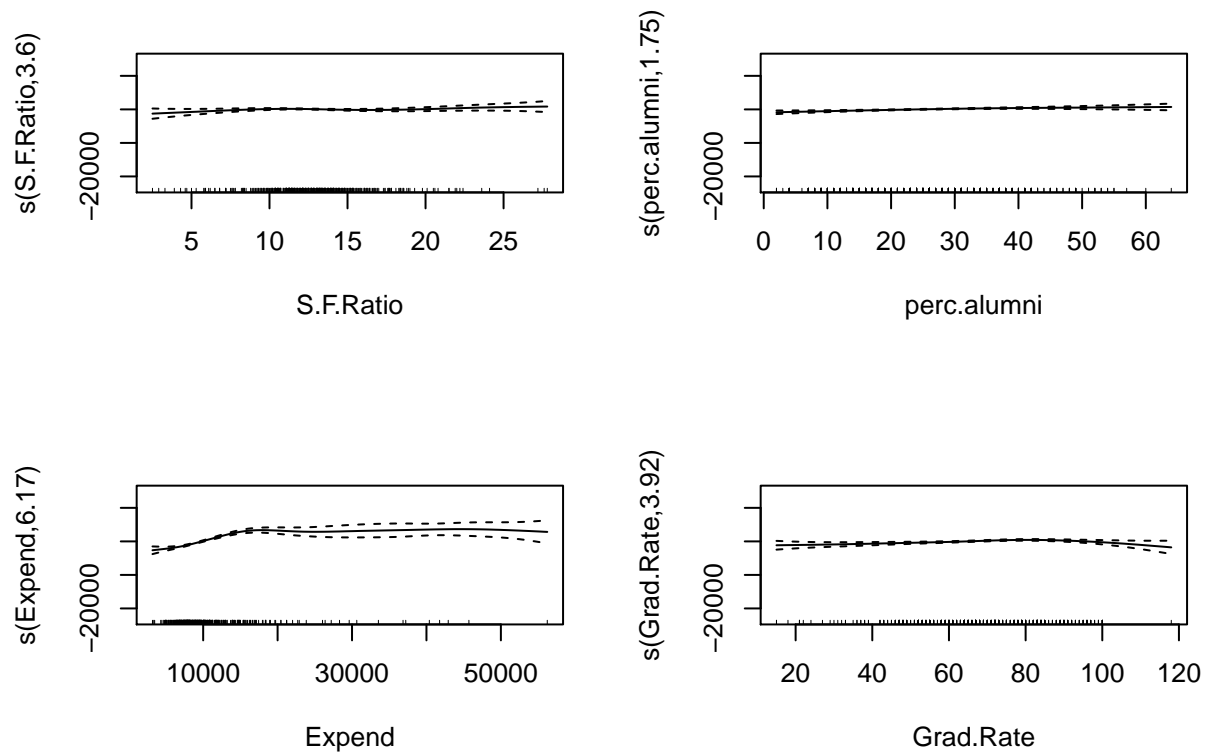 s(S.F.Ratio,3.6)
−20000
5 10 15 20 25
S.F.Ratio
s(perc.alumni,1.75)
−20000
0 10 20 30 40 50 60
perc.alumni
s(Expend,6.17)
−20000
10000 30000 50000
Expend
s(Grad.Rate,3.92)
−20000
20 40 60 80 100 120
Grad.Rate